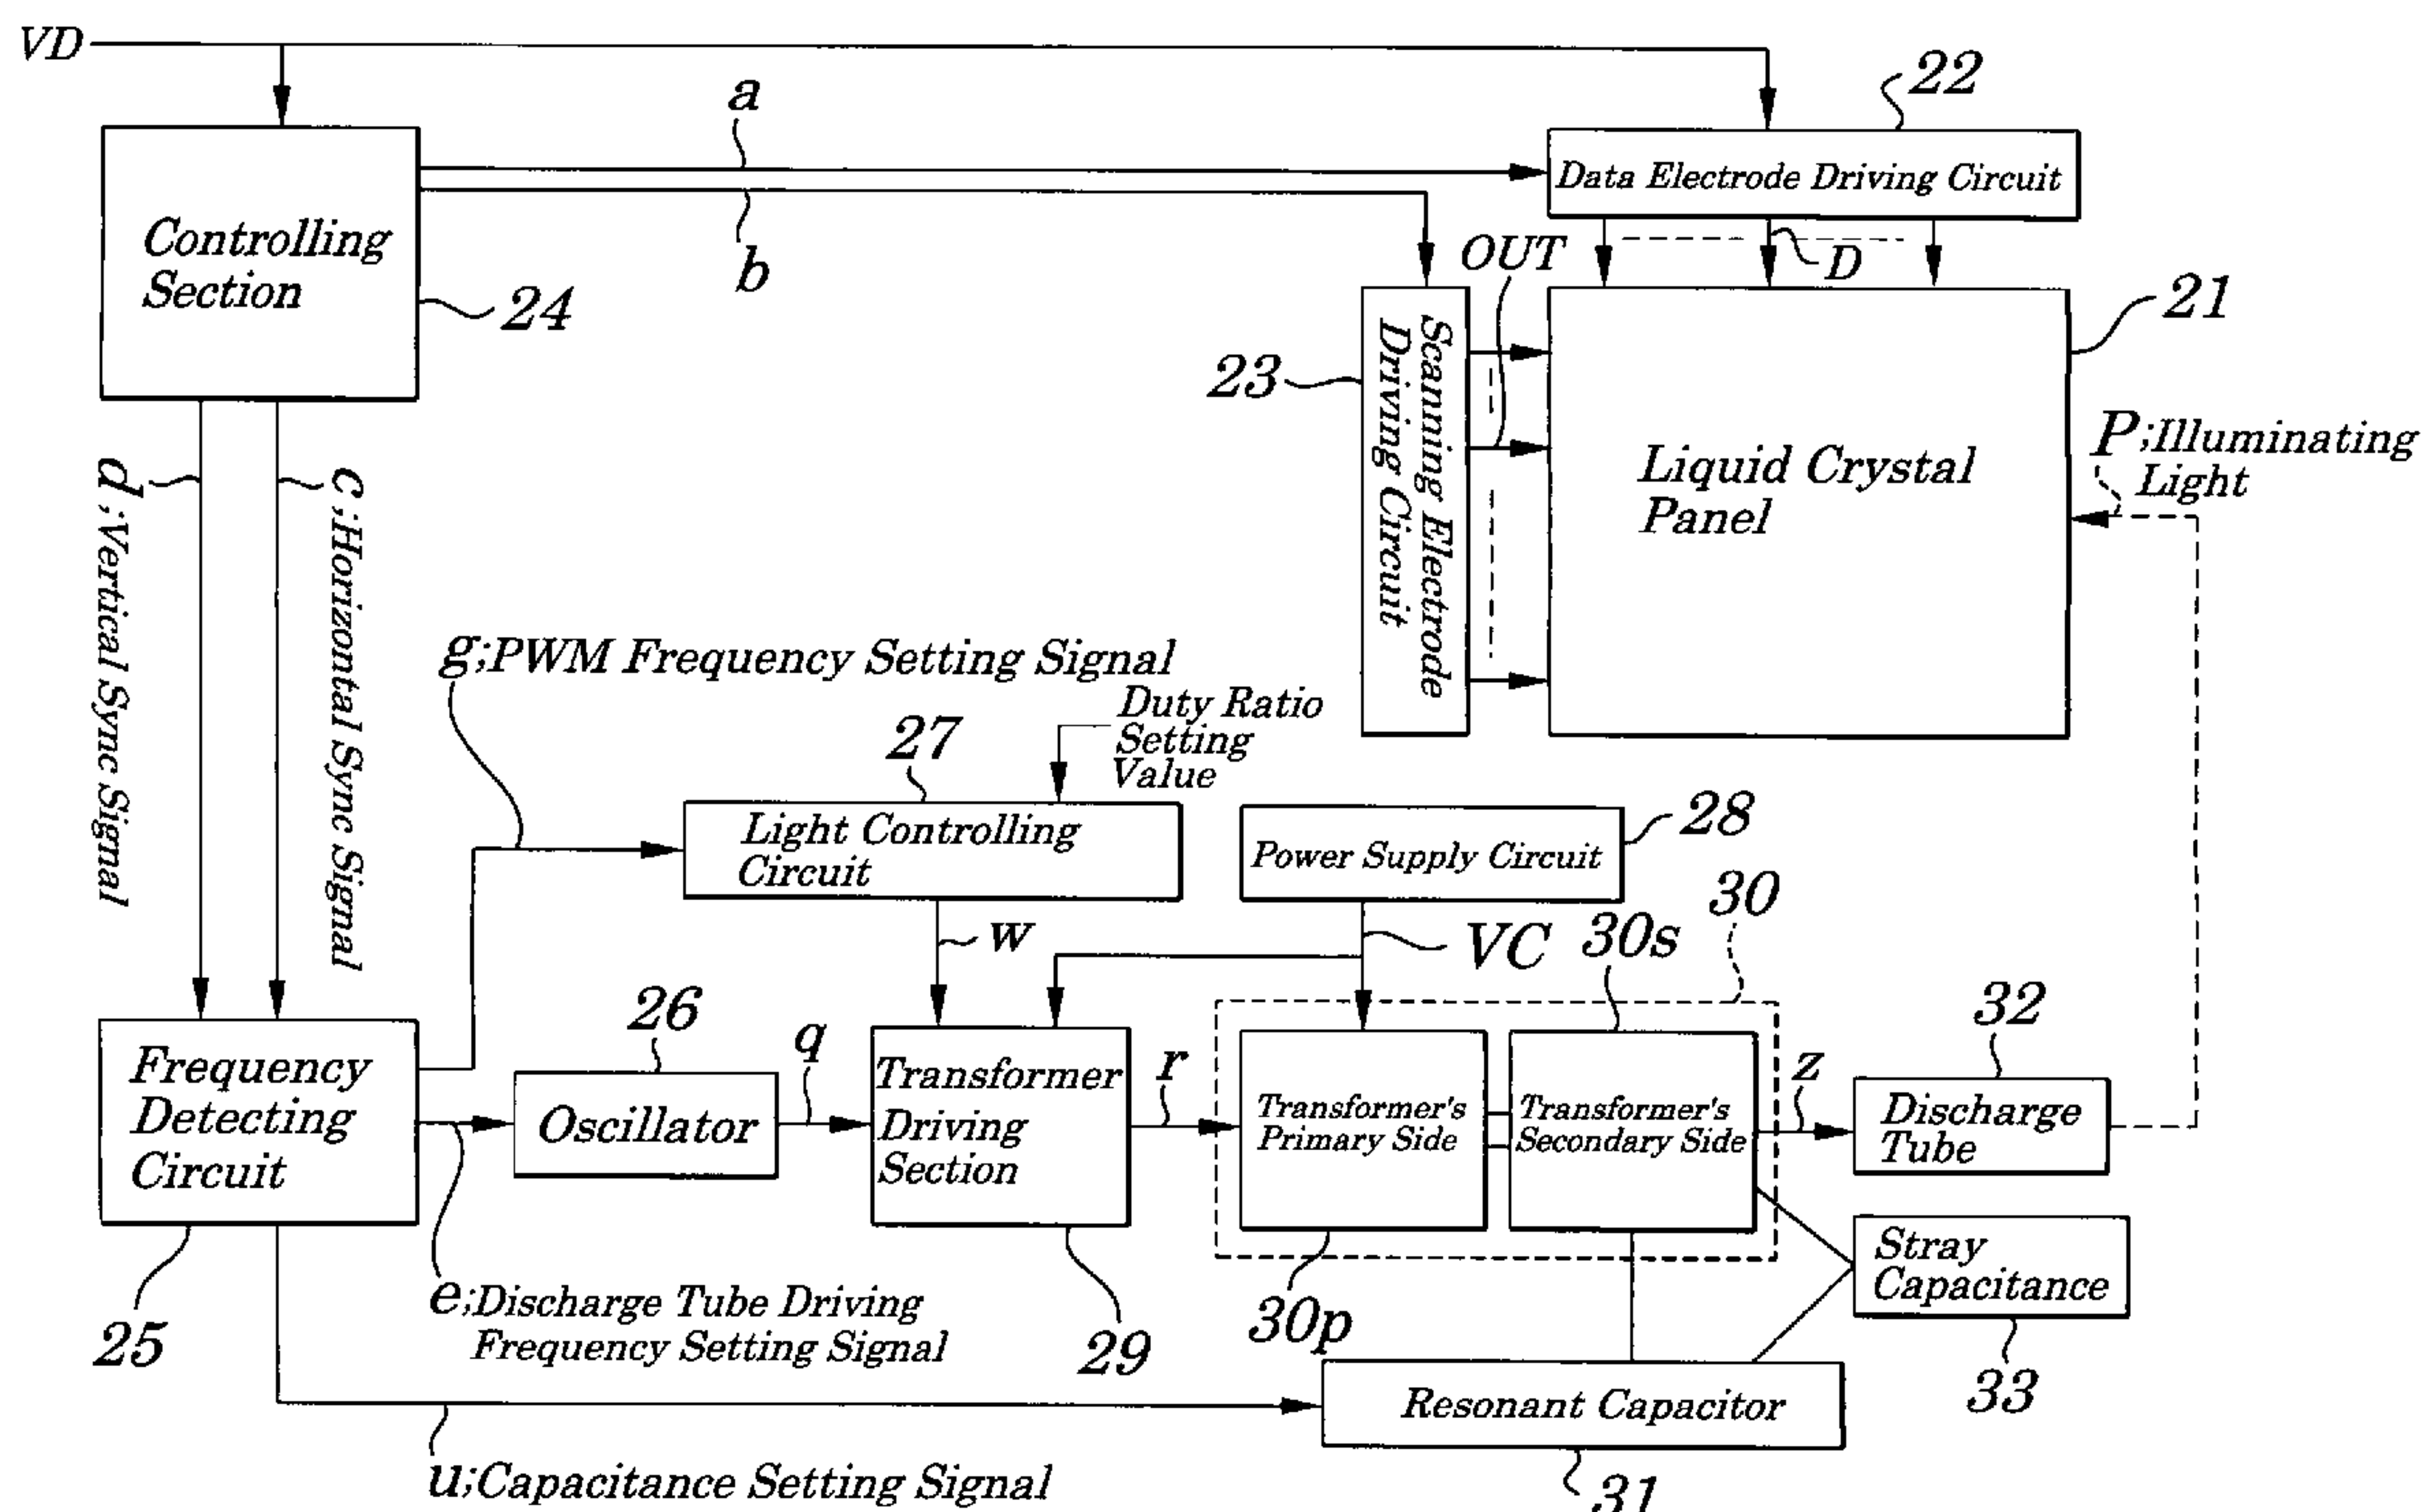 VD
22
a
Data Electrode Driving Circuit
b
Controlling
Section
24
OUT
D
21
23
Scanning Electrode
Driving Circuit
Liquid Crystal
Panel
P;Illuminating
Light
d;Vertical Sync Signal
c;Horizontal Sync Signal
g;PWM Frequency Setting Signal
Duty Ratio
Setting
Value
27
Light Controlling
Circuit
28
Power Supply Circuit
w
VC
30s
30
Frequency
Detecting
Circuit
25
26
Oscillator
q
Transformer
Driving
Section
29
r
Transformer's
Primary Side
30p
Transformer's
Secondary Side
z
32
Discharge
Tube
Stray
Capacitance
33
e;Discharge Tube Driving
Frequency Setting Signal
Resonant Capacitor
31
u;Capacitance Setting Signal